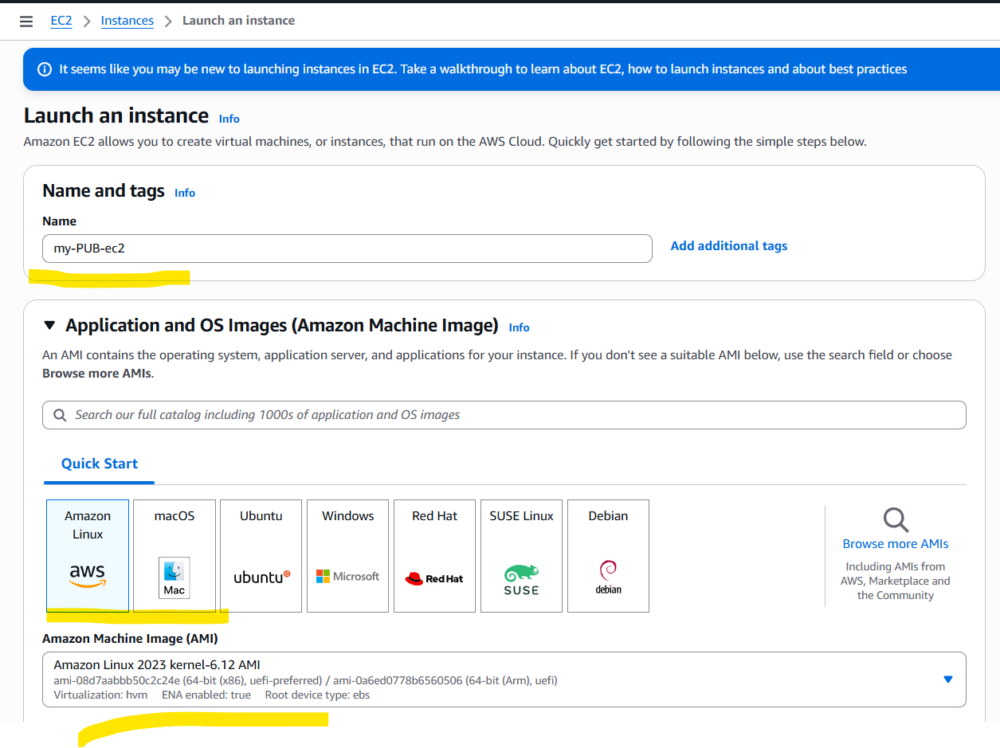 EC2 > Instances > Launch an instance
It seems like you may be new to launching instances in EC2. Take a walkthrough to learn about EC2, how to launch instances and about best practices
Launch an instance Info
Amazon EC2 allows you to create virtual machines, or instances, that run on the AWS Cloud. Quickly get started by following the simple steps below.
Name and tags Info
Name
my-PUB-ec2
Add additional tags
Application and OS Images (Amazon Machine Image) Info
An AMI contains the operating system, application server, and applications for your instance. If you don't see a suitable AMI below, use the search field or choose
Browse more AMIs.
Search our full catalog including 1000s of application and OS images
Quick Start
Amazon
Linux
aws
macOS
Mac
Ubuntu
ubuntu
Windows
Microsoft
Red Hat
Red Hat
SUSE Linux
SUSE
Debian
debian
Browse more AMIs
Including AMIs from
AWS, Marketplace and
the Community
Amazon Machine Image (AMI)
Amazon Linux 2023 kernel-6.12 AMI
ami-08d7aabbb50c2c24e (64-bit (x86), uefi-preferred) / ami-0a6ed0778b6560506 (64-bit (Arm), uefi)
Virtualization: hvm ENA enabled: true Root device type: ebs